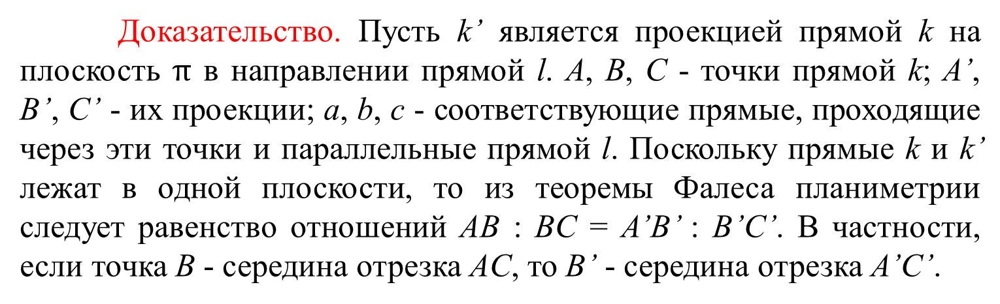 Доказательство. Пусть k’ является проекцией прямой k на
плоскость π в направлении прямой l. A, B, C - точки прямой k; A’,
B’, C’ - их проекции; a, b, c - соответствующие прямые, проходящие
через эти точки и параллельные прямой l. Поскольку прямые k и k’
лежат в одной плоскости, то из теоремы Фалеса планиметрии
следует равенство отношений AB : BC = A’B’ : B’C’. В частности,
если точка B - середина отрезка AC, то B’ - середина отрезка A’C’.